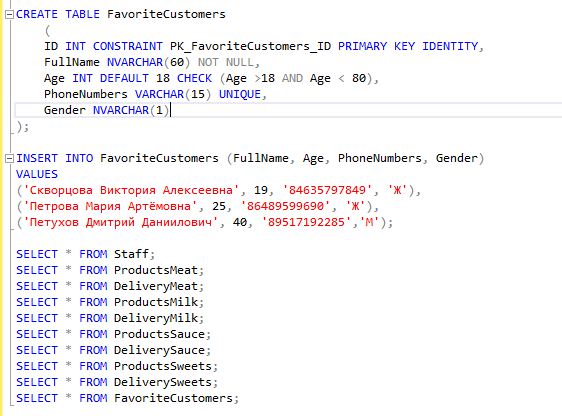 CREATE TABLE FavoriteCustomers
(
ID INT CONSTRAINT PK_FavoriteCustomers_ID PRIMARY KEY IDENTITY,
FullName NVARCHAR(60) NOT NULL,
Age INT DEFAULT 18 CHECK (Age >18 AND Age < 80),
PhoneNumbers VARCHAR(15) UNIQUE,
Gender NVARCHAR(1)
);
INSERT INTO FavoriteCustomers (FullName, Age, PhoneNumbers, Gender)
VALUES
('Скворцова Виктория Алексеевна', 19, '84635797849', 'Ж'),
('Петрова Мария Артёмовна', 25, '86489599690', 'Ж'),
('Петухов Дмитрий Даниилович', 40, '89517192285','М');
SELECT * FROM Staff;
SELECT * FROM ProductsMeat;
SELECT * FROM DeliveryMeat;
SELECT * FROM ProductsMilk;
SELECT * FROM DeliveryMilk;
SELECT * FROM ProductsSauce;
SELECT * FROM DeliverySauce;
SELECT * FROM ProductsSweets;
SELECT * FROM DeliverySweets;
SELECT * FROM FavoriteCustomers;